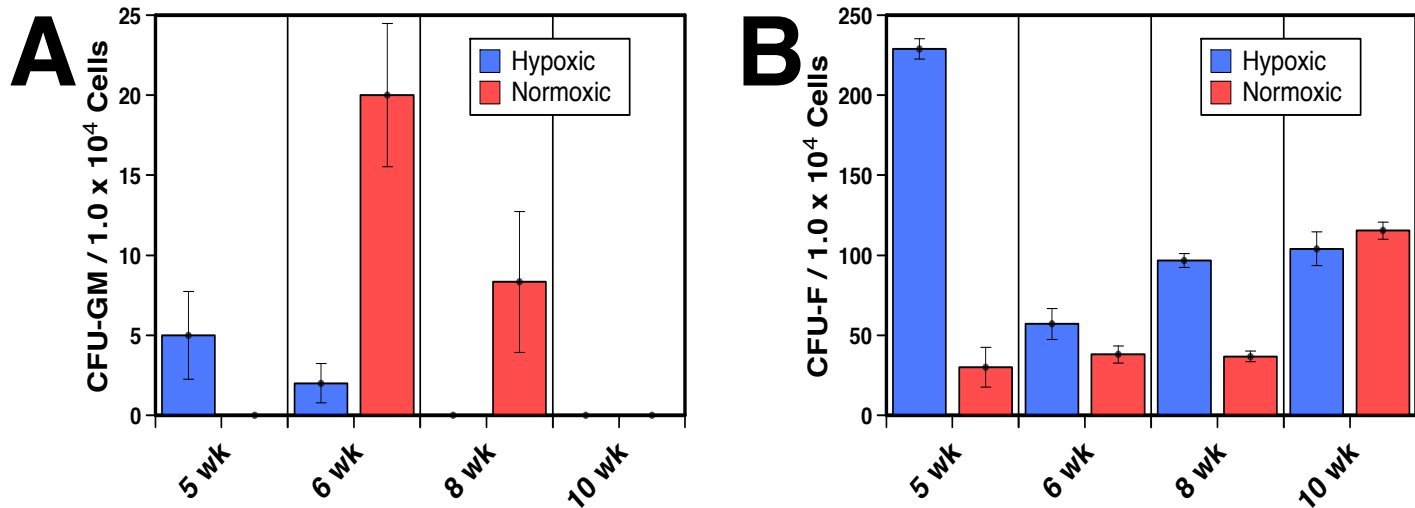 A
CFU-GM / 1.0 x 10⁴ Cells
25
20
15
10
5
0
Hypoxic
Normoxic
5 wk
6 wk
8 wk
10 wk
B
CFU-F / 1.0 x 10⁴ Cells
250
200
150
100
50
0
Hypoxic
Normoxic
5 wk
6 wk
8 wk
10 wk